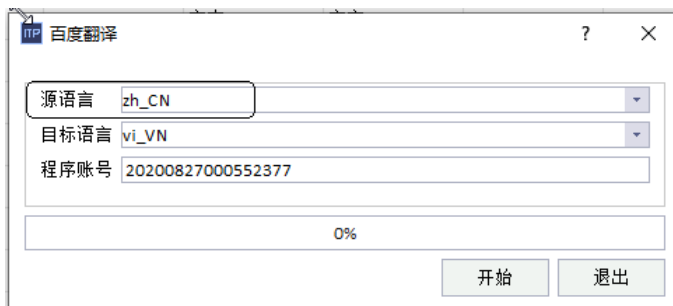 ITP 百度翻译 ?
源语言 zh_CN
目标语言 vi_VN
程序账号 20200827000552377
0%
开始 退出